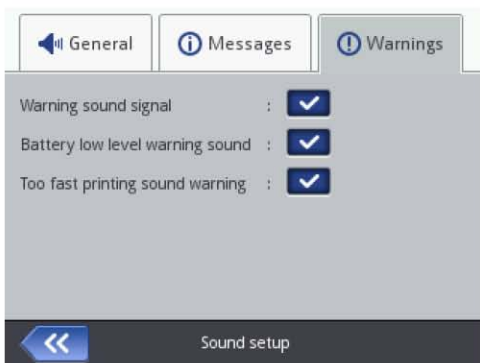 General Messages Warnings
Warning sound signal :
Battery low level warning sound :
Too fast printing sound warning :
Sound setup